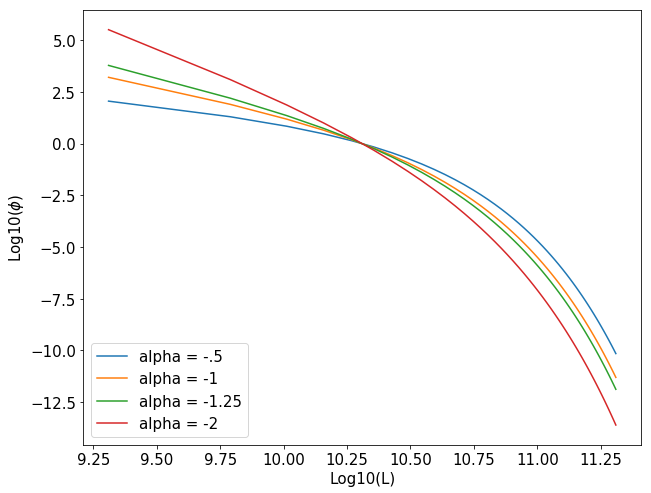 5.0
2.5
0.0
−2.5
−5.0
−7.5
−10.0
−12.5
Log10(ϕ)
alpha = -.5
alpha = -1
alpha = -1.25
alpha = -2
9.25 9.50 9.75 10.00 10.25 10.50 10.75 11.00 11.25
Log10(L)